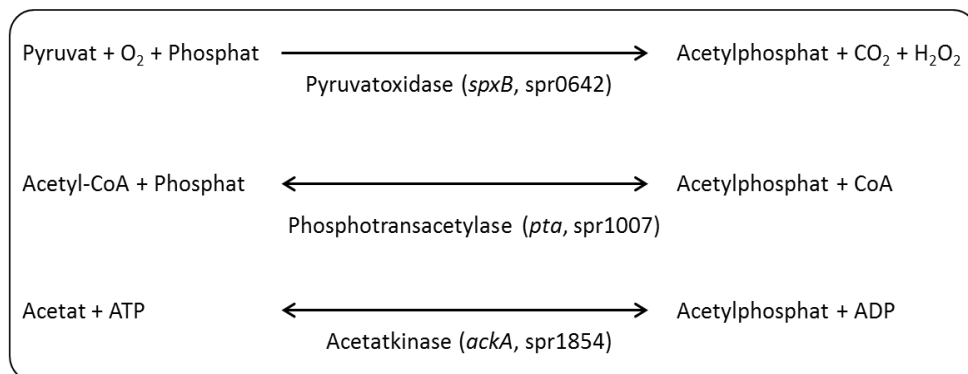 Pyruvat + O₂ + Phosphat → Acetylphosphat + CO₂ + H₂O₂
Pyruvatoxidase (spxB, spr0642)
Acetyl-CoA + Phosphat ↔ Acetylphosphat + CoA
Phosphotransacetylase (pta, spr1007)
Acetat + ATP ↔ Acetylphosphat + ADP
Acetatkinase (ackA, spr1854)